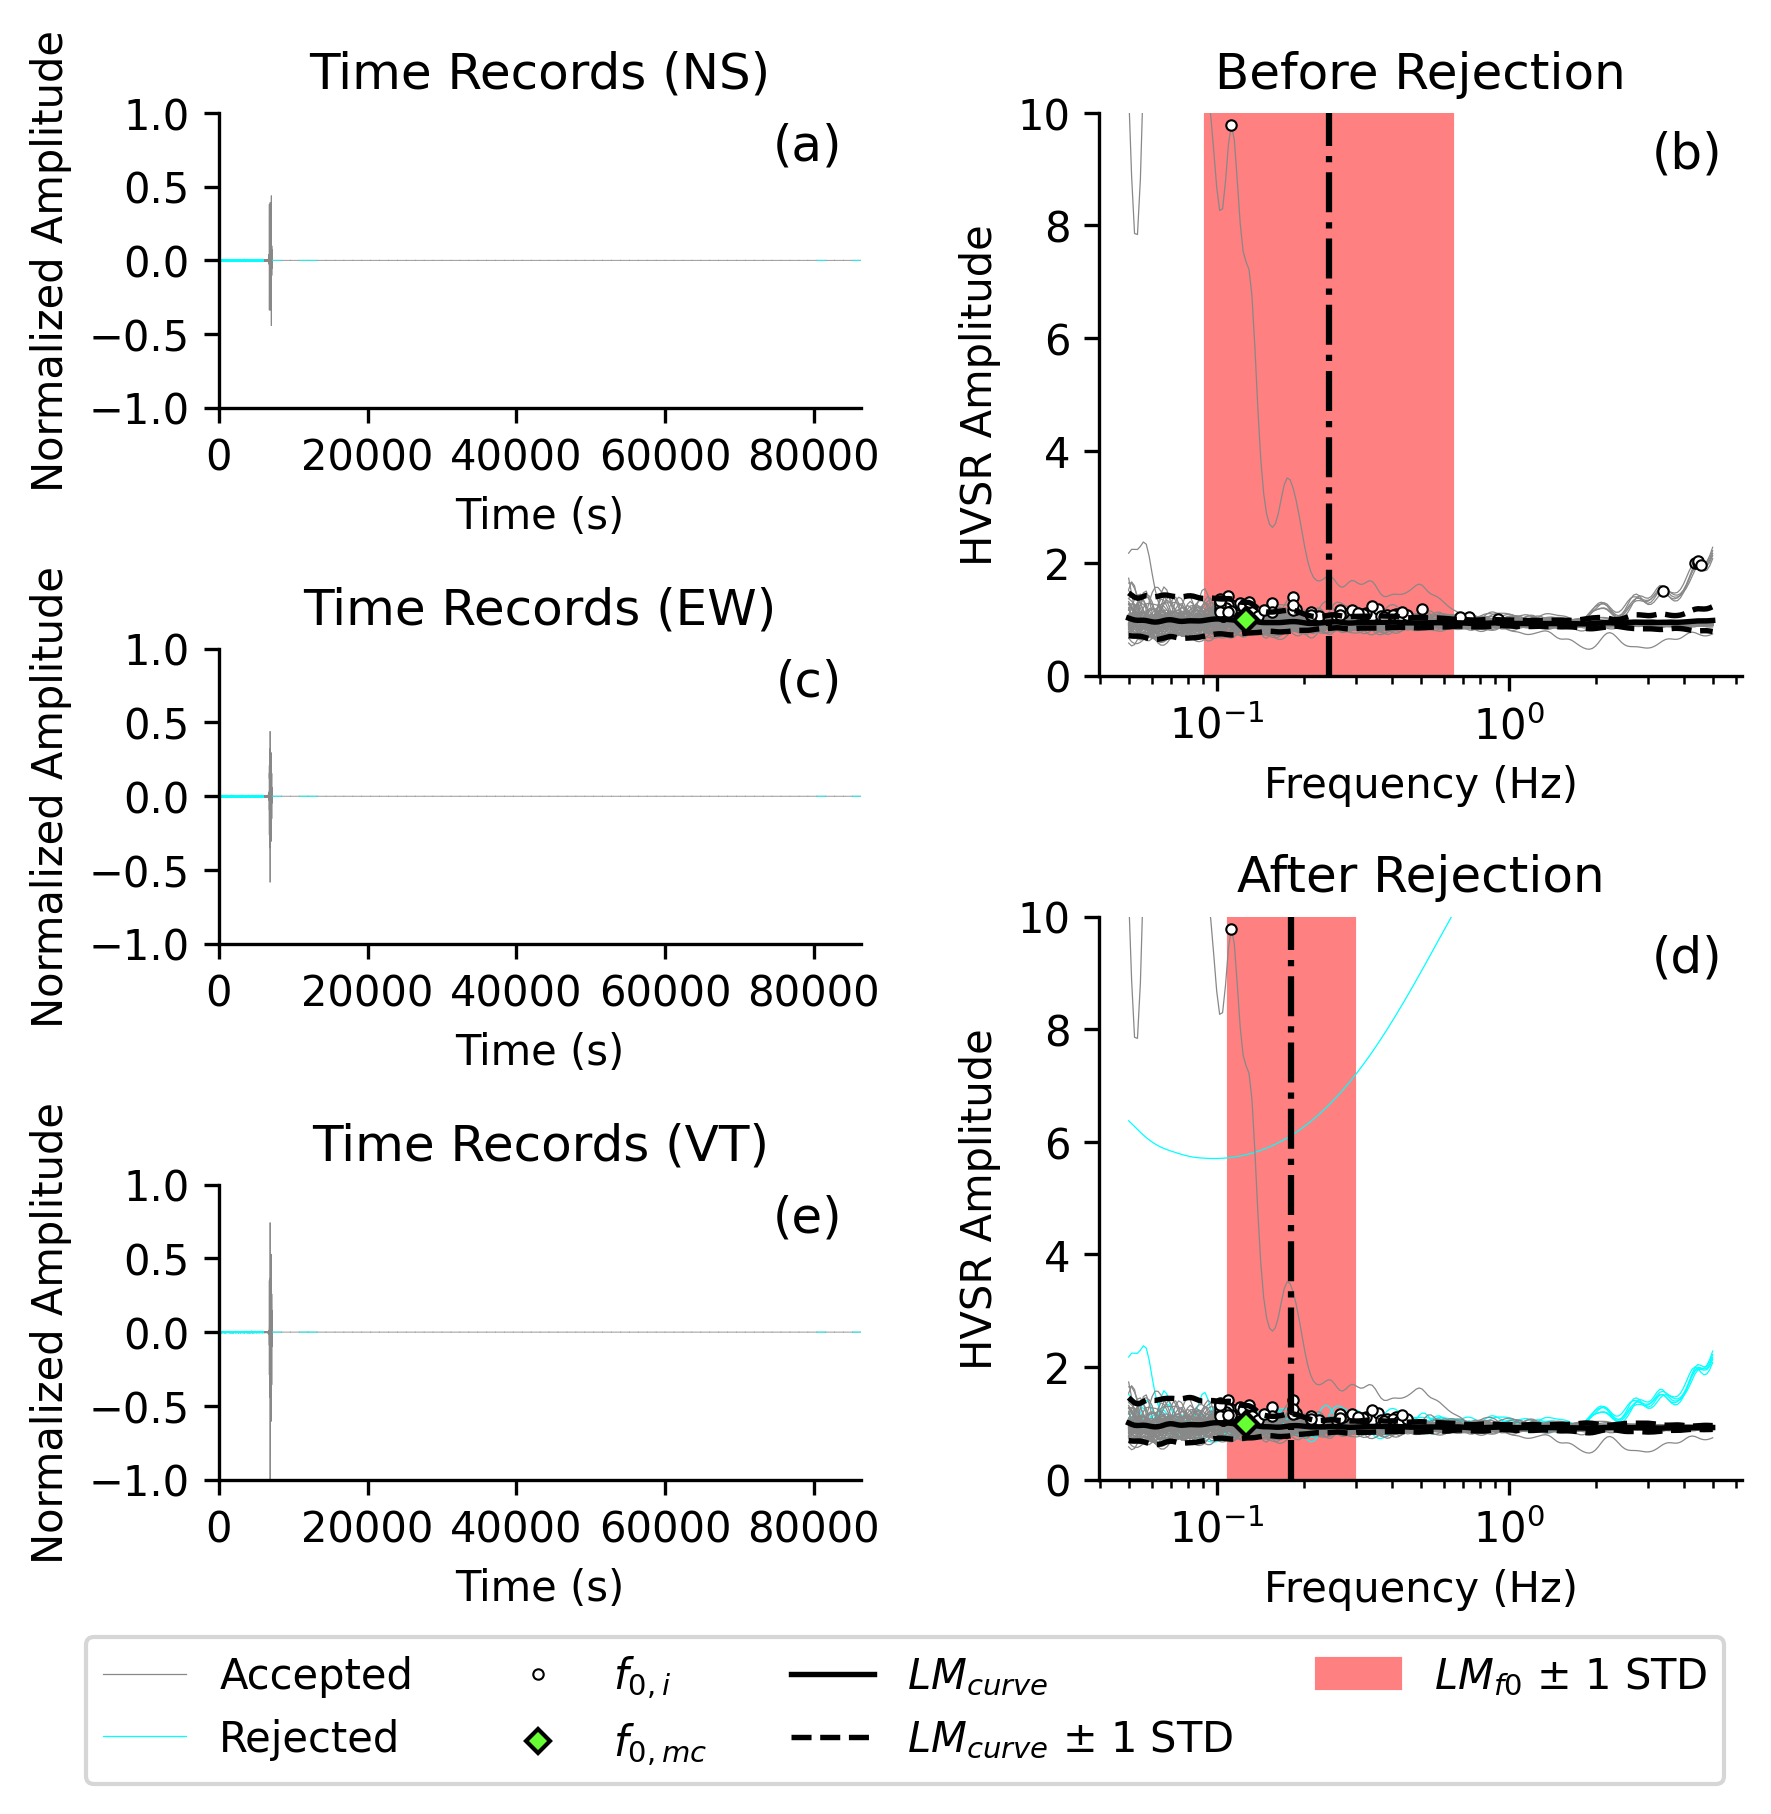 Time Records (NS)
Normalized Amplitude
1.0
0.5
0.0
−0.5
−1.0
(a)
0 20000 40000 60000 80000
Time (s)
Before Rejection
HVSR Amplitude
10
8
6
4
2
0
(b)
10⁻¹ 10⁰
Frequency (Hz)
Time Records (EW)
Normalized Amplitude
1.0
0.5
0.0
−0.5
−1.0
(c)
0 20000 40000 60000 80000
Time (s)
After Rejection
HVSR Amplitude
10
8
6
4
2
0
(d)
10⁻¹ 10⁰
Frequency (Hz)
Time Records (VT)
Normalized Amplitude
1.0
0.5
0.0
−0.5
−1.0
(e)
0 20000 40000 60000 80000
Time (s)
Accepted f0,i LMcurve LMf0 ± 1 STD
Rejected f0,mc LMcurve ± 1 STD